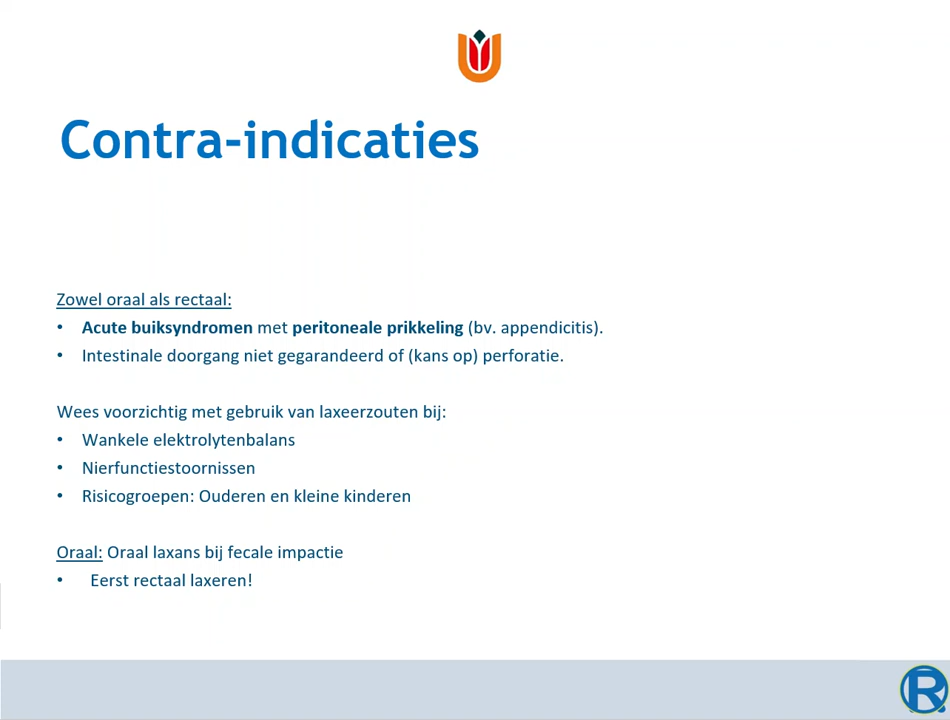 Contra-indicaties
Zowel oraal als rectaal:
• Acute buiksyndromen met peritoneale prikkeling (bv. appendicitis).
• Intestinale doorgang niet gegarandeerd of (kans op) perforatie.
Wees voorzichtig met gebruik van laxeerzouten bij:
• Wankele elektrolytenbalans
• Nierfunctiestoornissen
• Risicogroepen: Ouderen en kleine kinderen
Oraal: Oraal laxans bij fecale impactie
• Eerst rectaal laxeren!
R